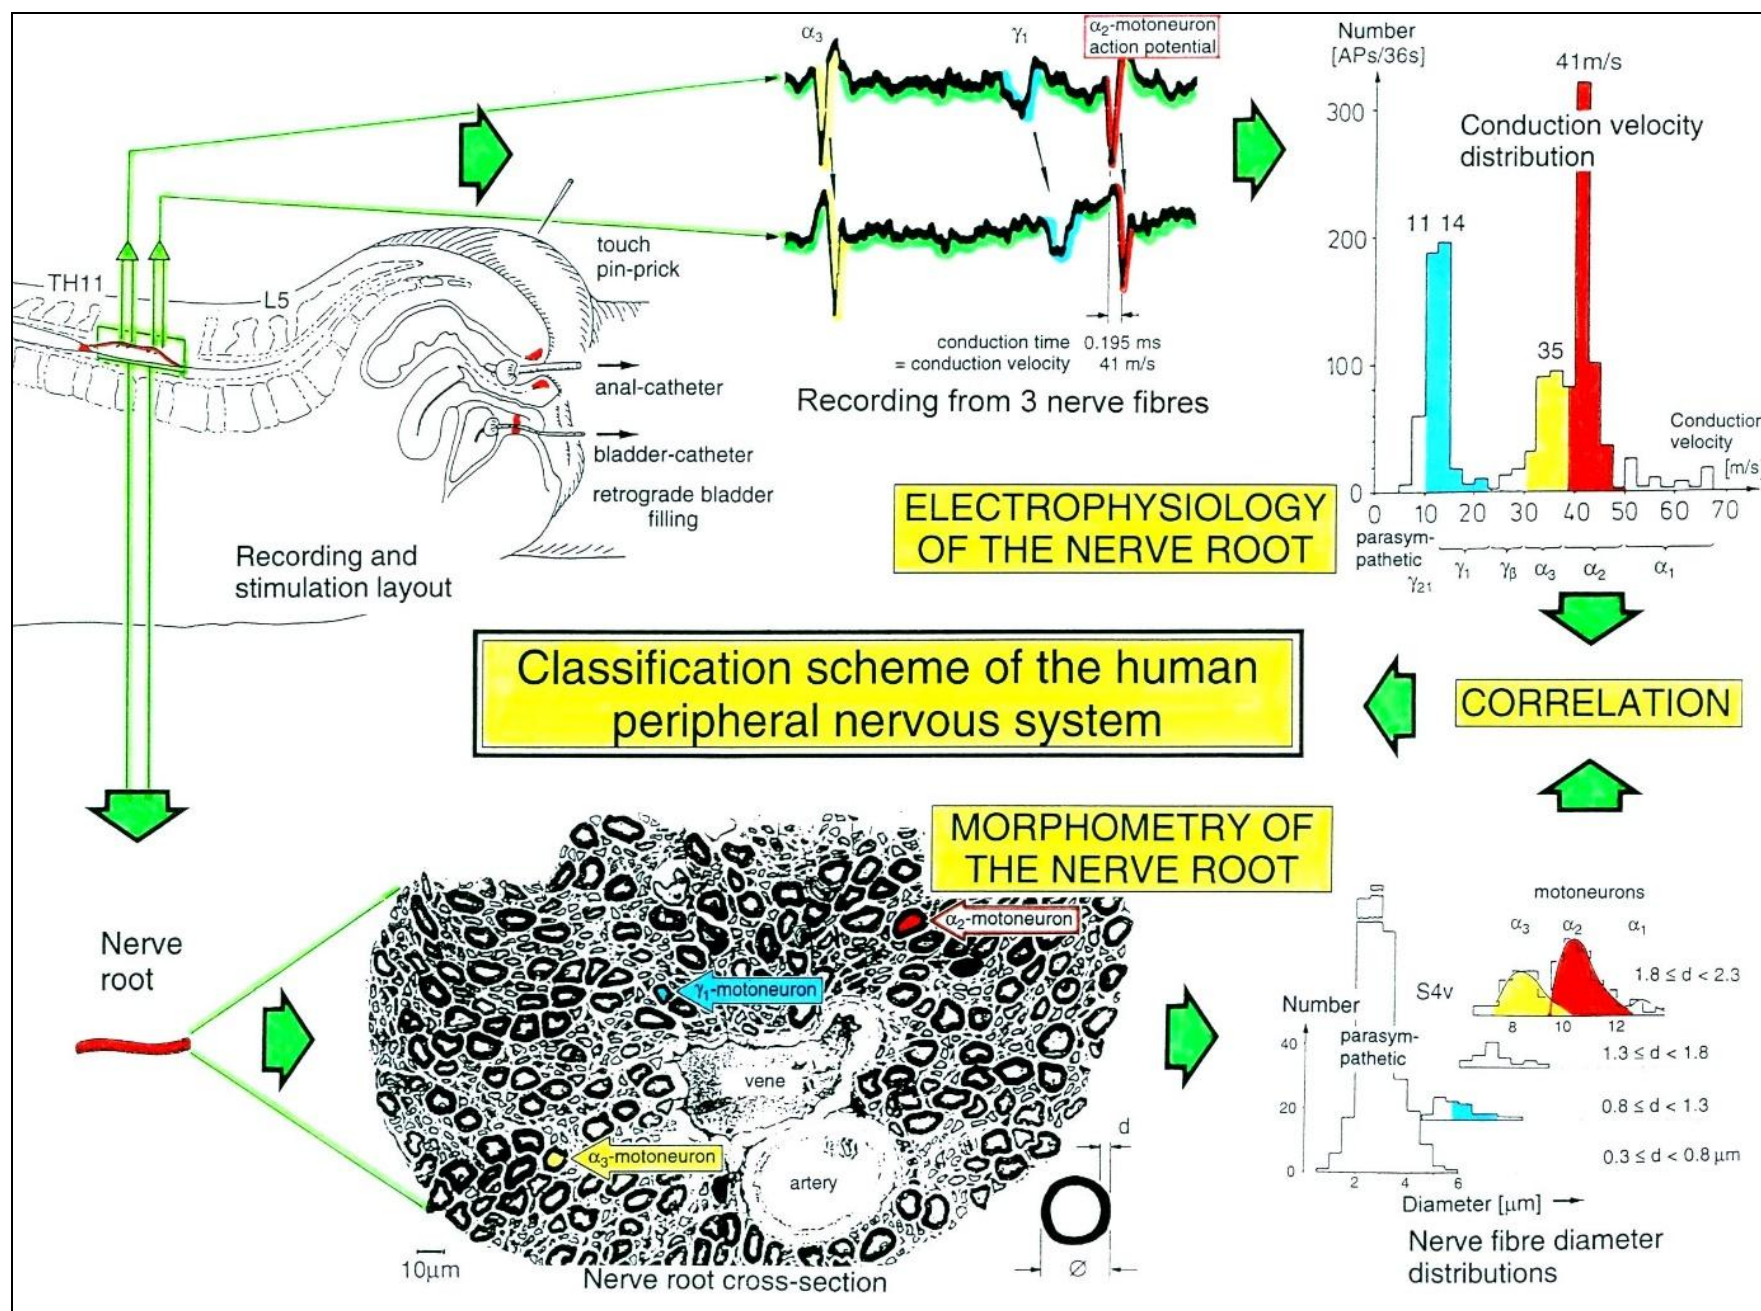 α₃
γ₁
α₂-motoneuron
action potential
conduction time 0.195 ms
= conduction velocity 41 m/s
Recording from 3 nerve fibres
TH11
L5
touch
pin-prick
anal-catheter
bladder-catheter
retrograde bladder
filling
Recording and
stimulation layout
Number
[APs/36s]
41m/s
Conduction velocity
distribution
300
200
100
0
11 14
35
Conduction
velocity
[m/s
0 10 20 30 40 50 60 70
parasym-
pathetic
γ₂₁ γ₁ γᵦ α₃ α₂ α₁
ELECTROPHYSIOLOGY
OF THE NERVE ROOT
Classification scheme of the human
peripheral nervous system
CORRELATION
MORPHOMETRY OF
THE NERVE ROOT
Nerve
root
α₂-motoneuron
γ₁-motoneuron
vene
α₃-motoneuron
artery
d
Ø
10µm
Nerve root cross-section
motoneurons
α₃ α₂ α₁
S4v
1.8 ≤ d < 2.3
8 10 12
Number
parasym-
pathetic
1.3 ≤ d < 1.8
0.8 ≤ d < 1.3
0.3 ≤ d < 0.8 µm
40
20
0
2 4 6
Diameter [µm]
Nerve fibre diameter
distributions